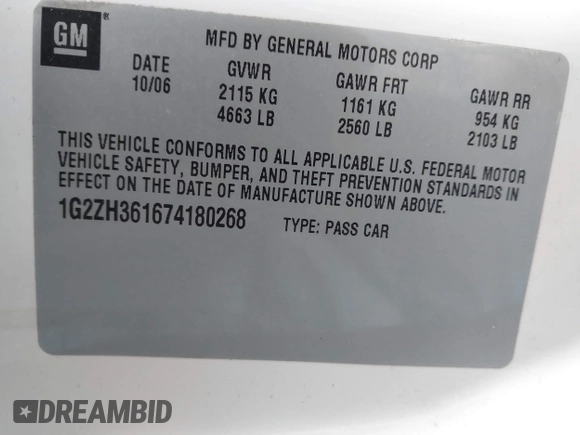 GM ®
MFD BY GENERAL MOTORS CORP
DATE GVWR GAWR FRT GAWR RR
10/06 2115 KG 1161 KG 954 KG
4663 LB 2560 LB 2103 LB
THIS VEHICLE CONFORMS TO ALL APPLICABLE U.S. FEDERAL MOTOR
VEHICLE SAFETY, BUMPER, AND THEFT PREVENTION STANDARDS IN
EFFECT ON THE DATE OF MANUFACTURE SHOWN ABOVE.
1G2ZH361674180268 TYPE: PASS CAR
DREAMBID